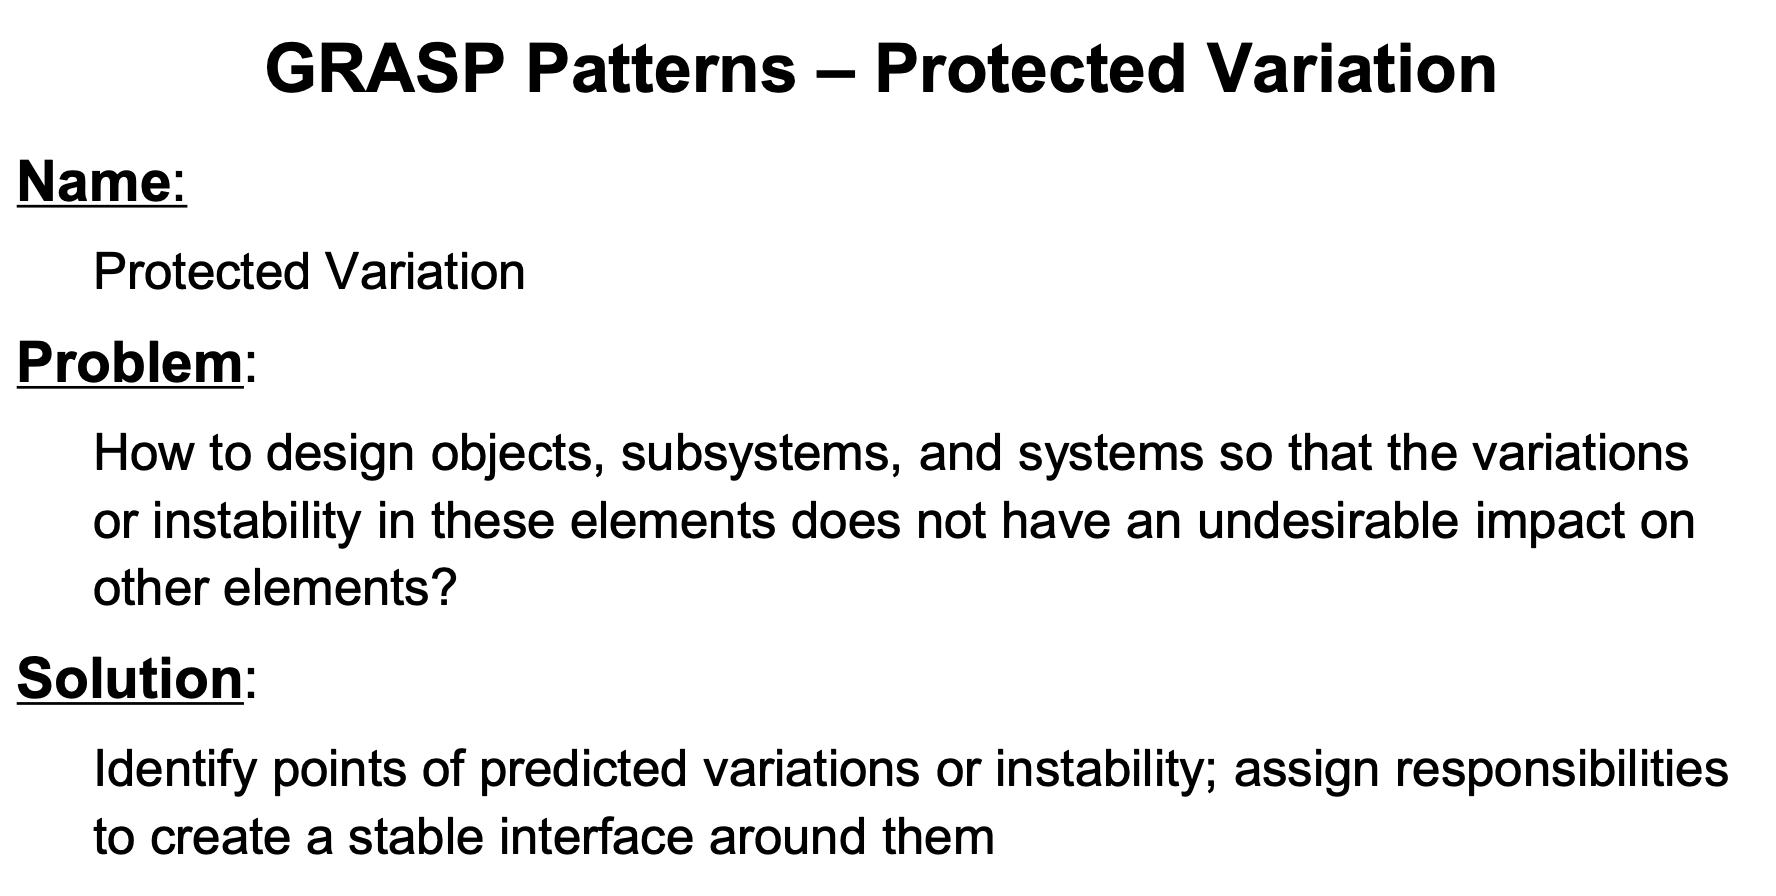 GRASP Patterns – Protected Variation
Name:
Protected Variation
Problem:
How to design objects, subsystems, and systems so that the variations
or instability in these elements does not have an undesirable impact on
other elements?
Solution:
Identify points of predicted variations or instability; assign responsibilities
to create a stable interface around them